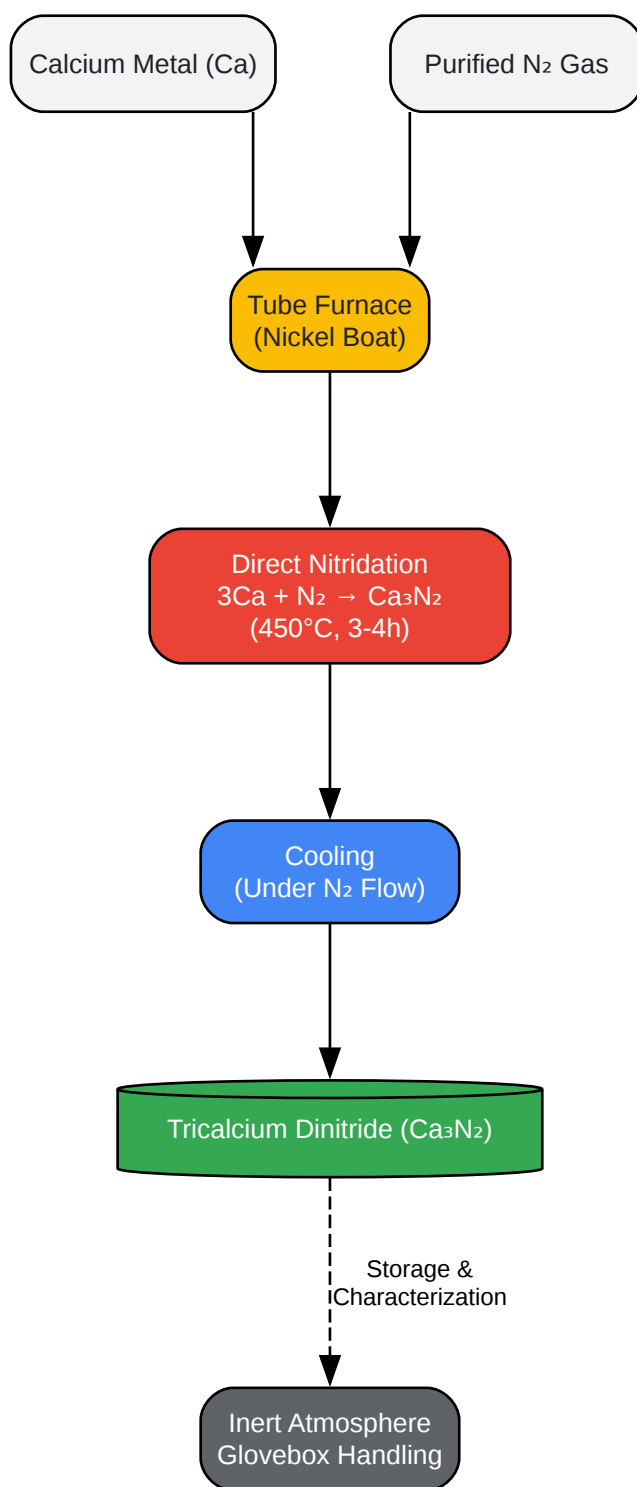 Calcium Metal (Ca)
Purified N₂ Gas
Tube Furnace
(Nickel Boat)
Direct Nitridation
3Ca + N₂ → Ca₃N₂
(450°C, 3-4h)
Cooling
(Under N₂ Flow)
Tricalcium Dinitride (Ca₃N₂)
Storage &
Characterization
Inert Atmosphere
Glovebox Handling